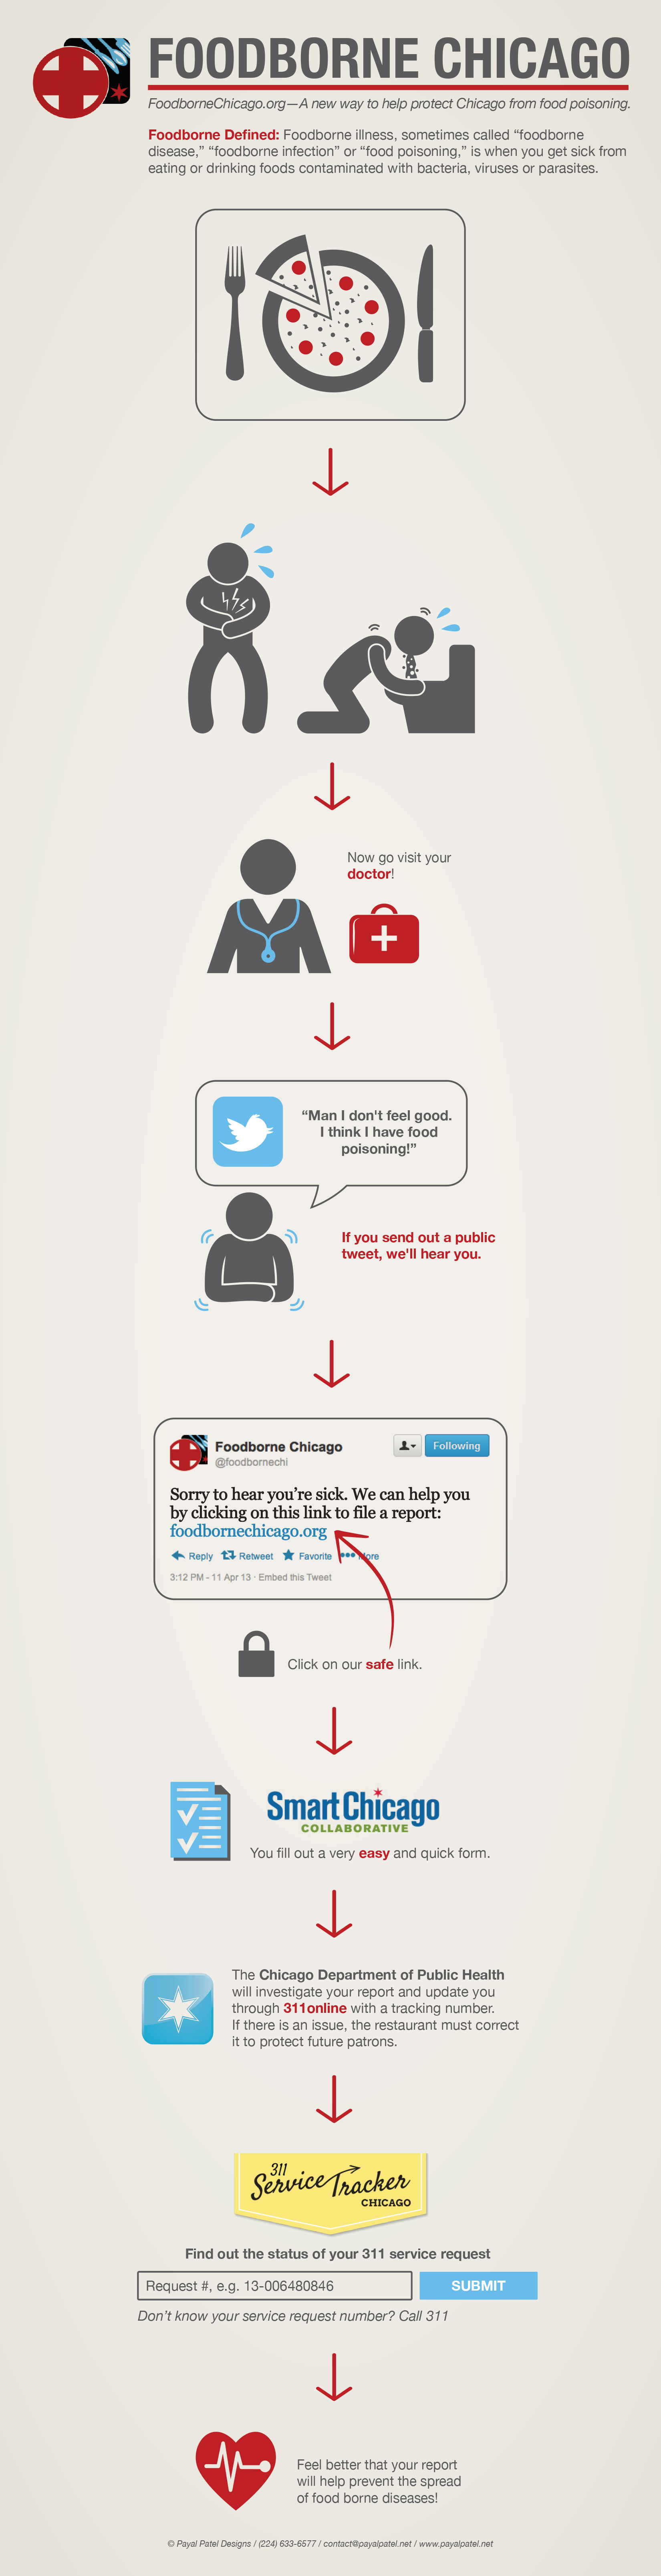 FOODBORNE CHICAGO
FoodborneChicago.org—A new way to help protect Chicago from food poisoning.
Foodborne Defined: Foodborne illness, sometimes called “foodborne
disease,” “foodborne infection” or “food poisoning,” is when you get sick from
eating or drinking foods contaminated with bacteria, viruses or parasites.
Now go visit your
doctor!
“Man I don't feel good.
I think I have food
poisoning!”
If you send out a public
tweet, we'll hear you.
Foodborne Chicago
@foodbornechi
Following
Sorry to hear you’re sick. We can help you
by clicking on this link to file a report:
foodbornechicago.org
Reply Retweet Favorite More
3:12 PM - 11 Apr 13 · Embed this Tweet
Click on our safe link.
Smart Chicago
COLLABORATIVE
You fill out a very easy and quick form.
The Chicago Department of Public Health
will investigate your report and update you
through 311online with a tracking number.
If there is an issue, the restaurant must correct
it to protect future patrons.
311
Service Tracker
CHICAGO
Find out the status of your 311 service request
Request #, e.g. 13-006480846
SUBMIT
Don’t know your service request number? Call 311
Feel better that your report
will help prevent the spread
of food borne diseases!
© Payal Patel Designs / (224) 633-6577 / contact@payalpatel.net / www.payalpatel.net